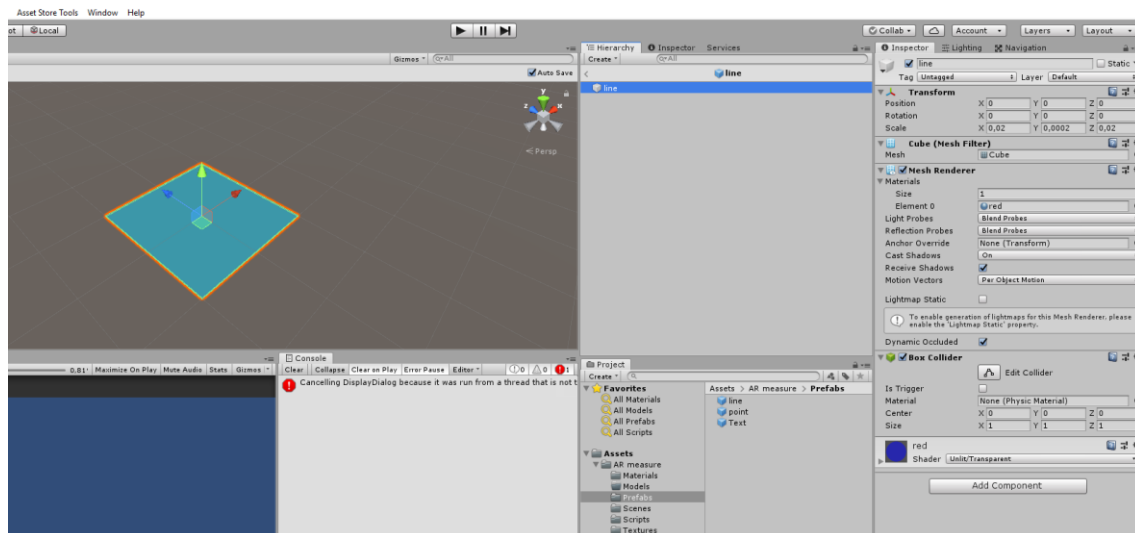 Asset Store Tools Window Help
ot Local Collab Account Layers Layout
Gizmos All
Auto Save
y
z x
Persp
Hierarchy Inspector Services
Create All
line
line
Inspector Lighting Navigation
line Static
Tag Untagged Layer Default
Transform
Position X 0 Y 0 Z 0
Rotation X 0 Y 0 Z 0
Scale X 0,02 Y 0,0002 Z 0,02
Cube (Mesh Filter)
Mesh Cube
Mesh Renderer
Materials
Size 1
Element 0 red
Light Probes Blend Probes
Reflection Probes Blend Probes
Anchor Override None (Transform)
Cast Shadows On
Receive Shadows
Motion Vectors Per Object Motion
Lightmap Static
To enable generation of lightmaps for this Mesh Renderer, please
enable the 'Lightmap Static' property.
Dynamic Occluded
Box Collider
Edit Collider
Is Trigger
Material None (Physic Material)
Center X 0 Y 0 Z 0
Size X 1 Y 1 Z 1
red
Shader Unlit/Transparent
Add Component
0.81 Maximize On Play Mute Audio Stats Gizmos
Console
Clear Collapse Clear on Play Error Pause Editor 0 0 1
Cancelling DisplayDialog because it was run from a thread that is not t
Project
Create
Favorites
All Materials
All Models
All Prefabs
All Scripts
Assets
AR measure
Materials
Models
Prefabs
Scenes
Scripts
Textures
Assets > AR measure > Prefabs
line
point
Text